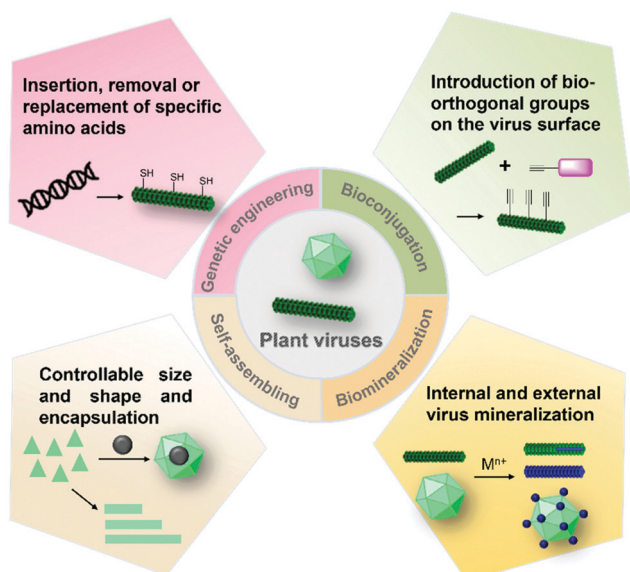 Insertion, removal or
replacement of specific
amino acids
SH
SH
SH
Introduction of bio-
orthogonal groups
on the virus surface
+
Genetic engineering
Bioconjugation
Plant viruses
Self-assembling
Biomineralization
Controllable size
and shape and
encapsulation
Internal and external
virus mineralization
Mⁿ⁺